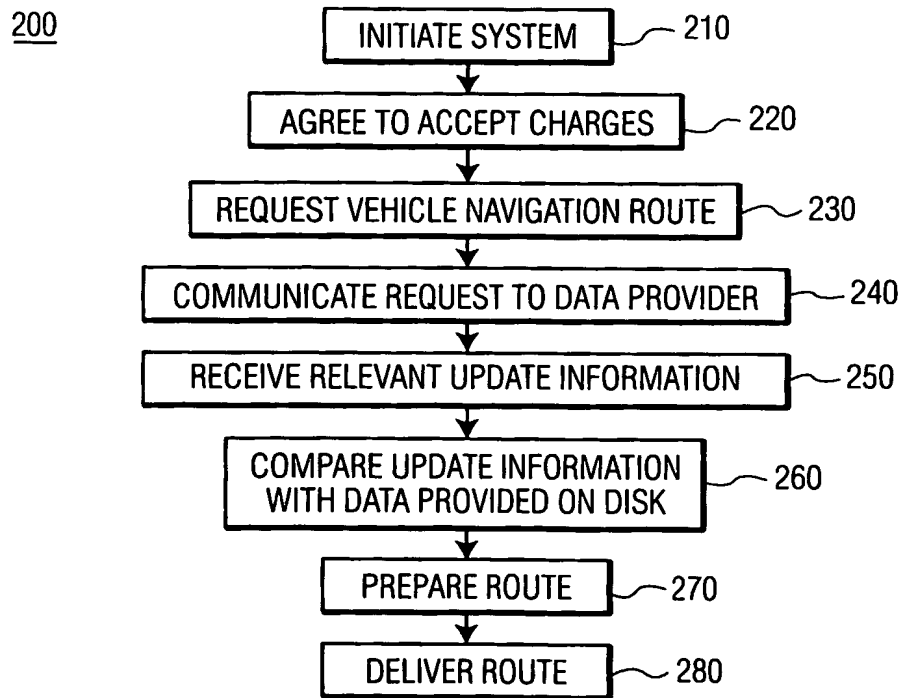 200
INITIATE SYSTEM 210
AGREE TO ACCEPT CHARGES 220
REQUEST VEHICLE NAVIGATION ROUTE 230
COMMUNICATE REQUEST TO DATA PROVIDER 240
RECEIVE RELEVANT UPDATE INFORMATION 250
COMPARE UPDATE INFORMATION
WITH DATA PROVIDED ON DISK 260
PREPARE ROUTE 270
DELIVER ROUTE 280